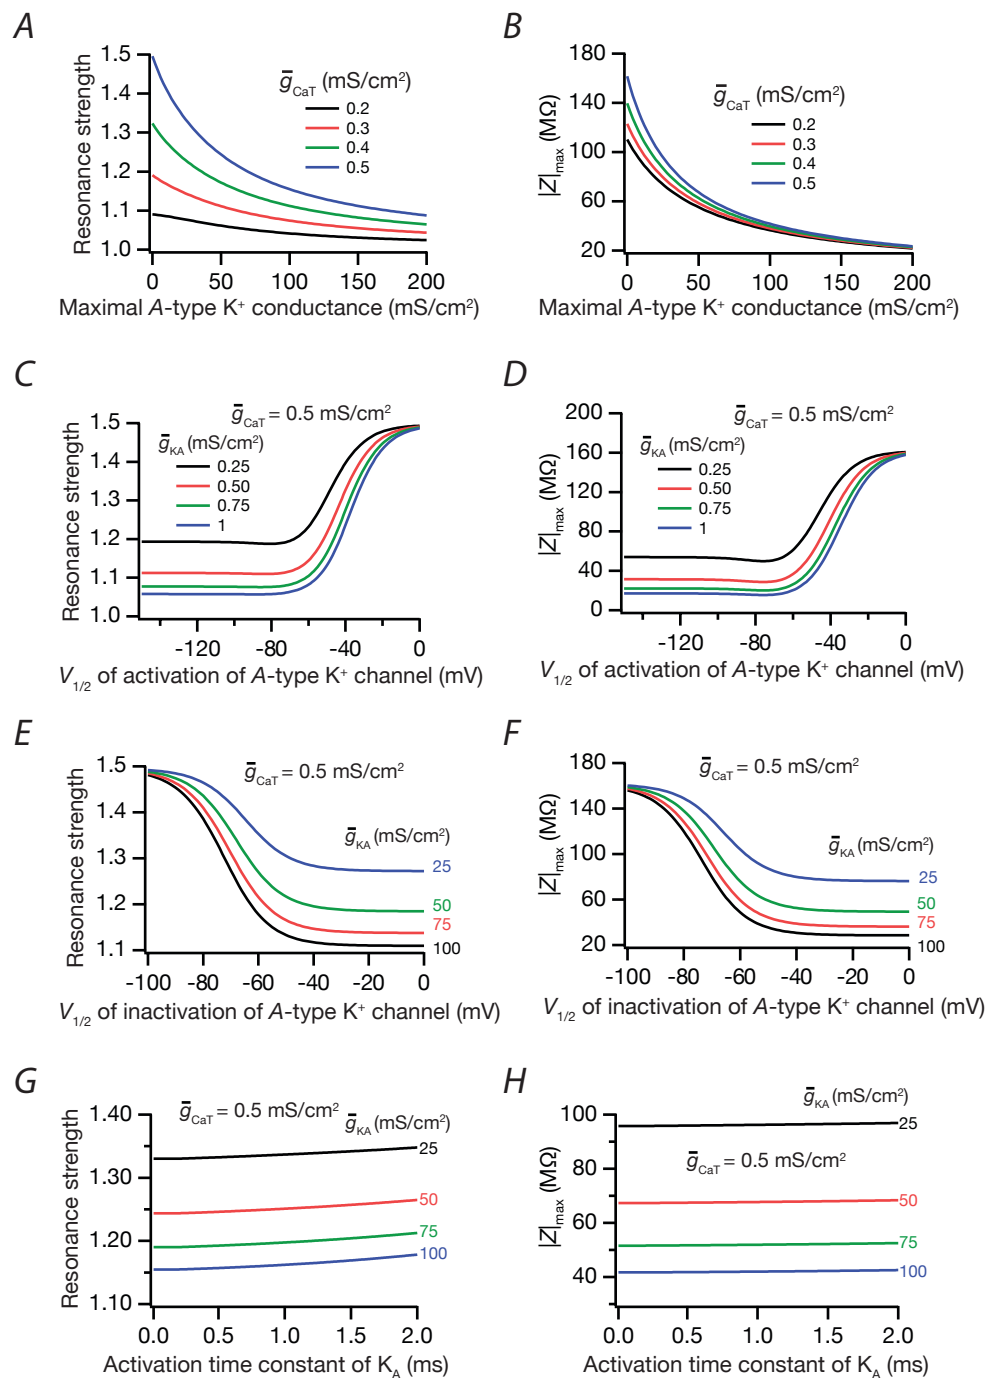 A
Resonance strength
1.5
1.4
1.3
1.2
1.1
1.0
g̅CaT (mS/cm²)
0.2
0.3
0.4
0.5
0 50 100 150 200
Maximal A-type K⁺ conductance (mS/cm²)
B
|Z|max (MΩ)
180
140
100
60
20
g̅CaT (mS/cm²)
0.2
0.3
0.4
0.5
0 50 100 150 200
Maximal A-type K⁺ conductance (mS/cm²)
C
Resonance strength
1.5
1.4
1.3
1.2
1.1
1.0
g̅CaT = 0.5 mS/cm²
g̅KA (mS/cm²)
0.25
0.50
0.75
1
-120 -80 -40 0
V1/2 of activation of A-type K⁺ channel (mV)
D
|Z|max (MΩ)
200
160
120
80
40
0
g̅CaT = 0.5 mS/cm²
g̅KA (mS/cm²)
0.25
0.50
0.75
1
-120 -80 -40 0
V1/2 of activation of A-type K⁺ channel (mV)
E
Resonance strength
1.5
1.4
1.3
1.2
1.1
g̅CaT = 0.5 mS/cm²
g̅KA (mS/cm²)
25
50
75
100
-100 -80 -60 -40 -20 0
V1/2 of inactivation of A-type K⁺ channel (mV)
F
|Z|max (MΩ)
180
140
100
60
20
g̅CaT = 0.5 mS/cm²
g̅KA (mS/cm²)
25
50
75
100
-100 -80 -60 -40 -20 0
V1/2 of inactivation of A-type K⁺ channel (mV)
G
Resonance strength
1.40
1.30
1.20
1.10
g̅CaT = 0.5 mS/cm²
g̅KA (mS/cm²)
25
50
75
100
0.0 0.5 1.0 1.5 2.0
Activation time constant of KA (ms)
H
|Z|max (MΩ)
100
80
60
40
g̅KA (mS/cm²)
25
g̅CaT = 0.5 mS/cm²
50
75
100
0.0 0.5 1.0 1.5 2.0
Activation time constant of KA (ms)